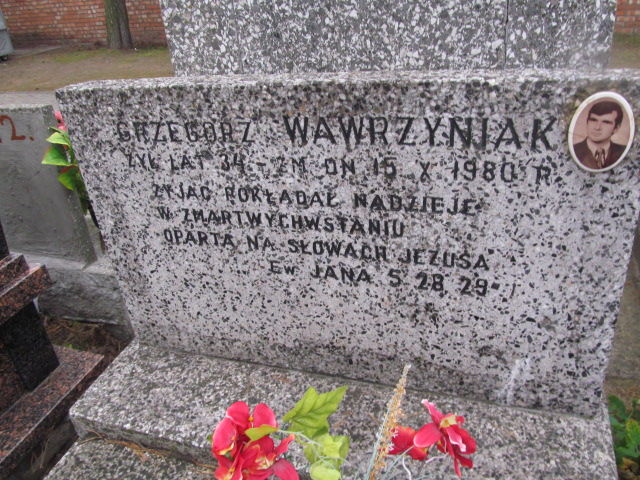 GRZEGORZ WAWRZYNIAK
ŻYŁ LAT 34 - ZM. DN. 15 X 1980 R.
ŻYJĄC POKŁADAŁ NADZIEJĘ
W ZMARTWYCHWSTANIU
OPARTĄ NA SŁOWACH JEZUSA
EW JANA 5 28 29
2.